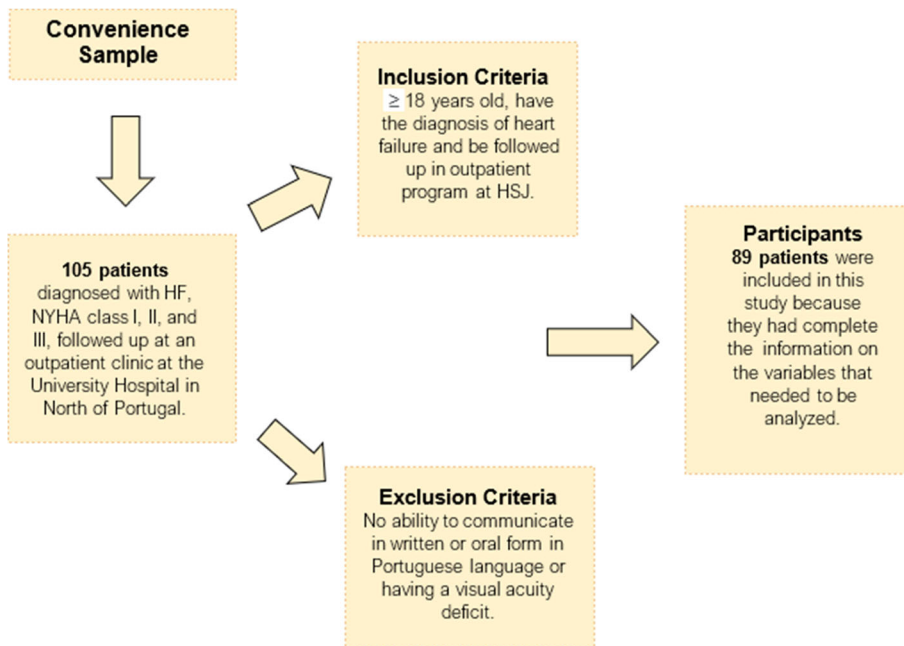 Convenience
Sample
105 patients
diagnosed with HF,
NYHA class I, II, and
III, followed up at an
outpatient clinic at the
University Hospital in
North of Portugal.
Inclusion Criteria
≥ 18 years old, have
the diagnosis of heart
failure and be followed
up in outpatient
program at HSJ.
Exclusion Criteria
No ability to communicate
in written or oral form in
Portuguese language or
having a visual acuity
deficit.
Participants
89 patients were
included in this
study because
they had complete
the information on
the variables that
needed to be
analyzed.